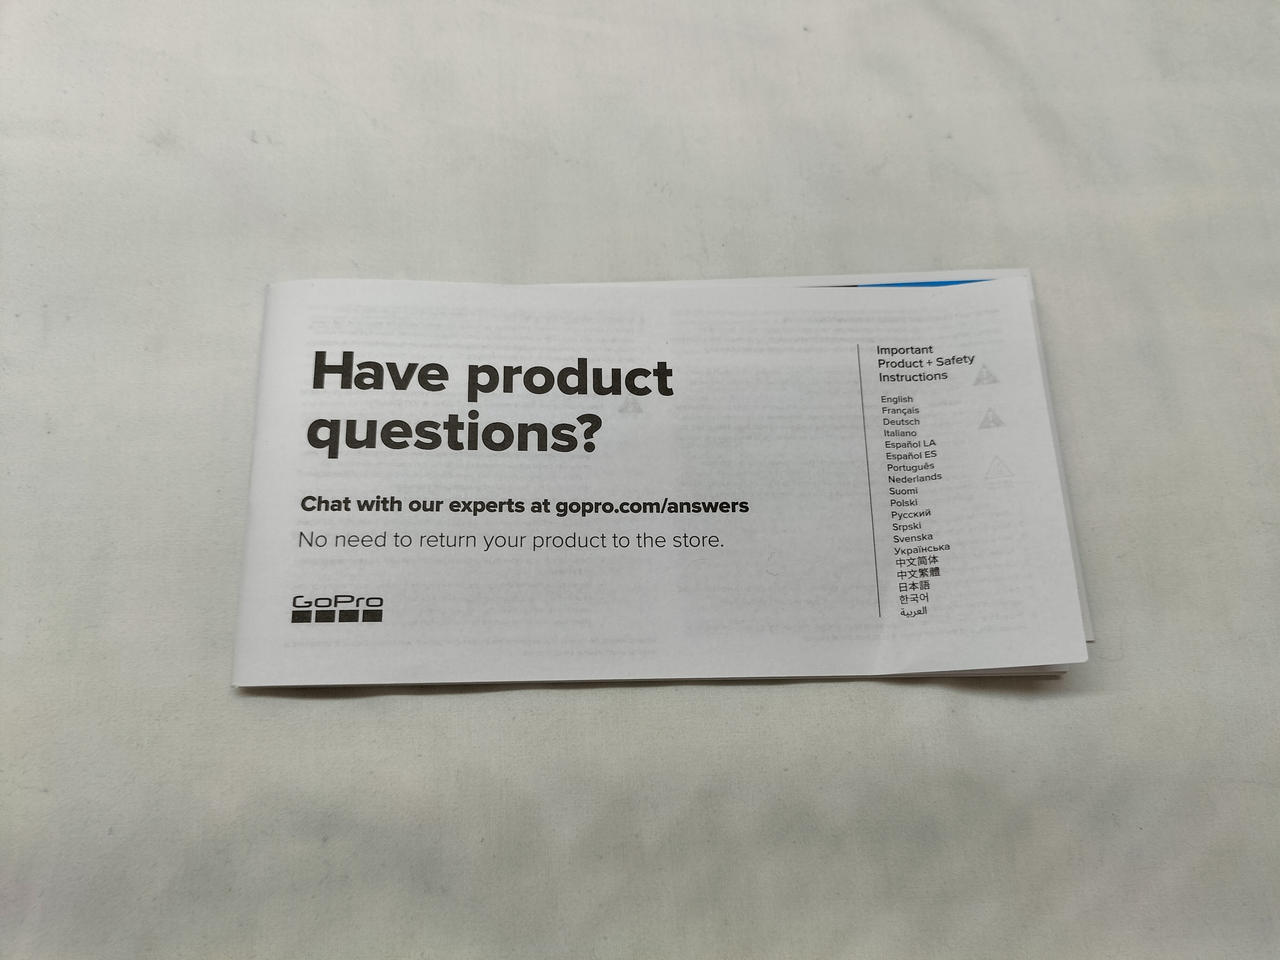 Have product
questions?
Chat with our experts at gopro.com/answers
No need to return your product to the store.
GoPro
Important
Product + Safety
Instructions
English
Français
Deutsch
Italiano
Español LA
Español ES
Português
Nederlands
Suomi
Polski
Русский
Srpski
Svenska
Українська
中文简体
中文繁體
日本語
한국어
العربية